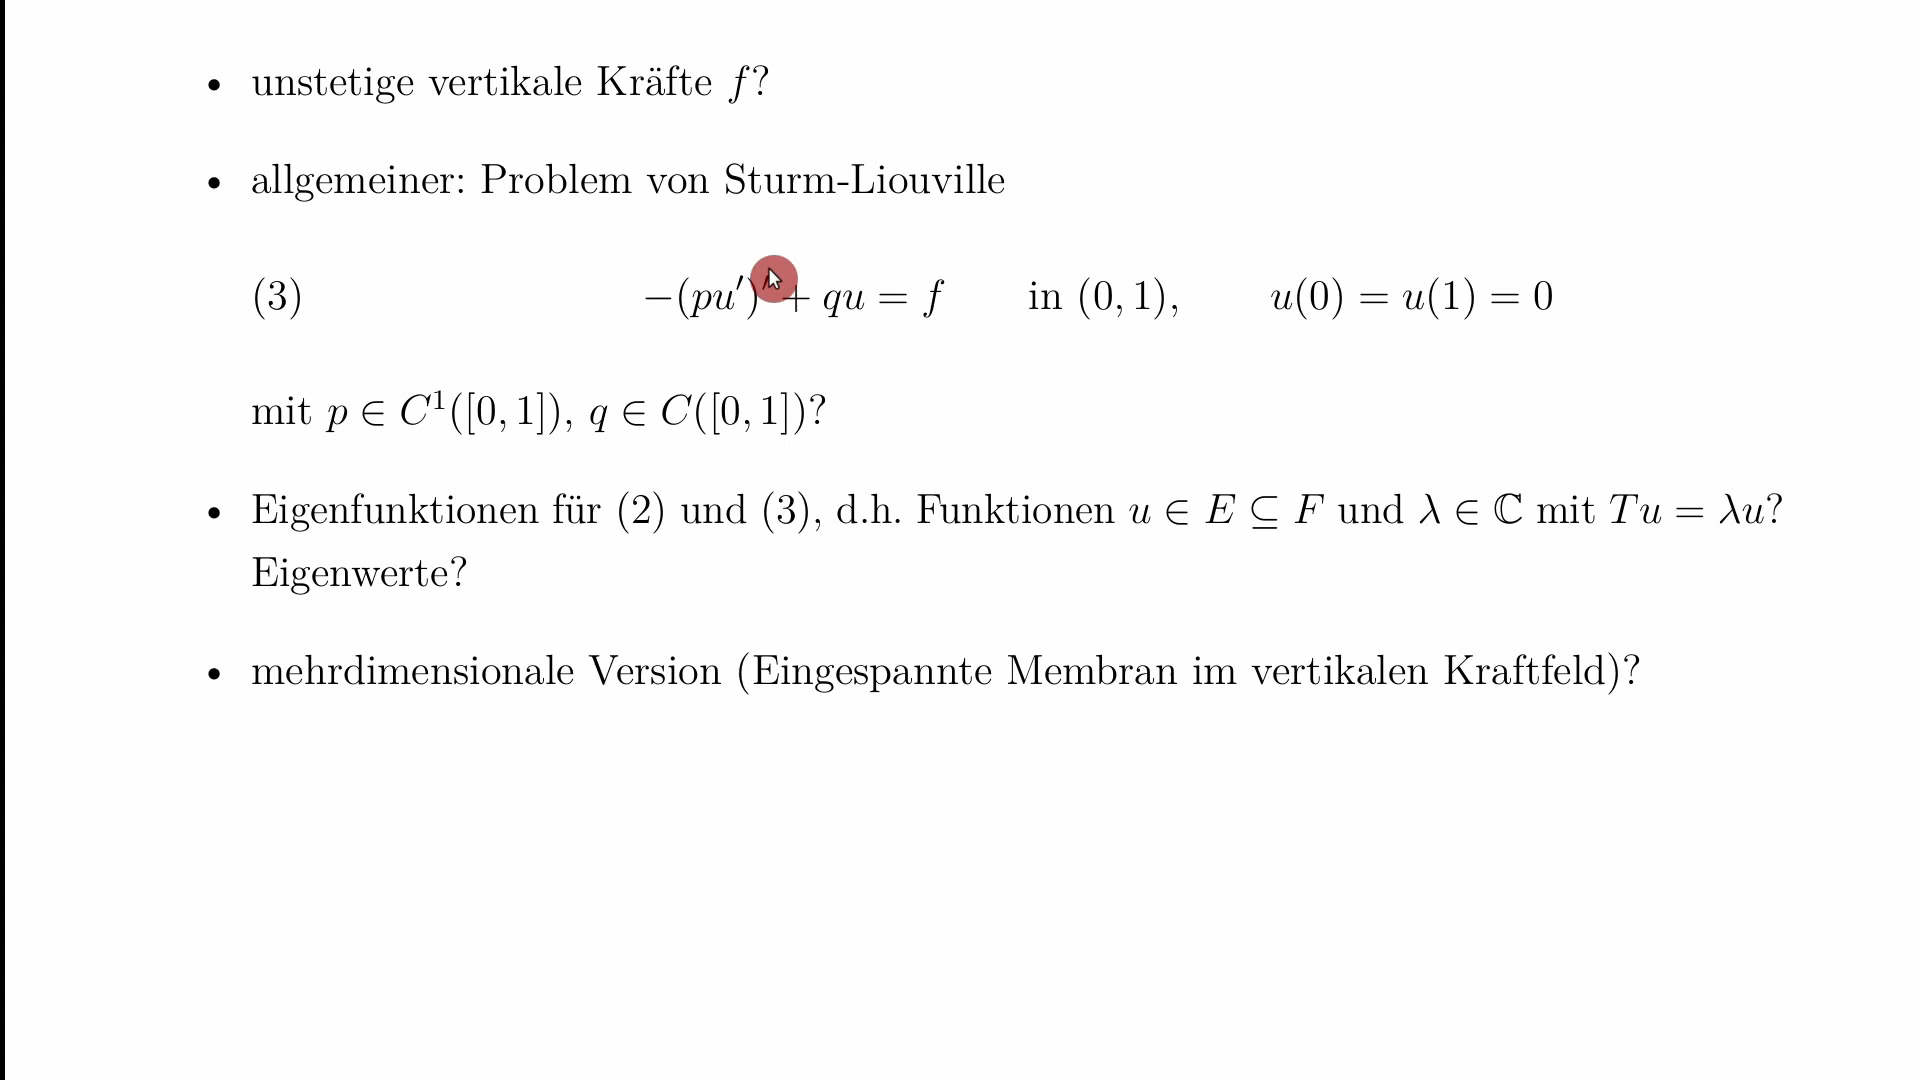 • unstetige vertikale Kräfte f?
• allgemeiner: Problem von Sturm-Liouville
(3) −(pu′)′ + qu = f in (0, 1), u(0) = u(1) = 0
mit p ∈ C¹([0, 1]), q ∈ C([0, 1])?
• Eigenfunktionen für (2) und (3), d.h. Funktionen u ∈ E ⊆ F und λ ∈ ℂ mit Tu = λu?
Eigenwerte?
• mehrdimensionale Version (Eingespannte Membran im vertikalen Kraftfeld)?